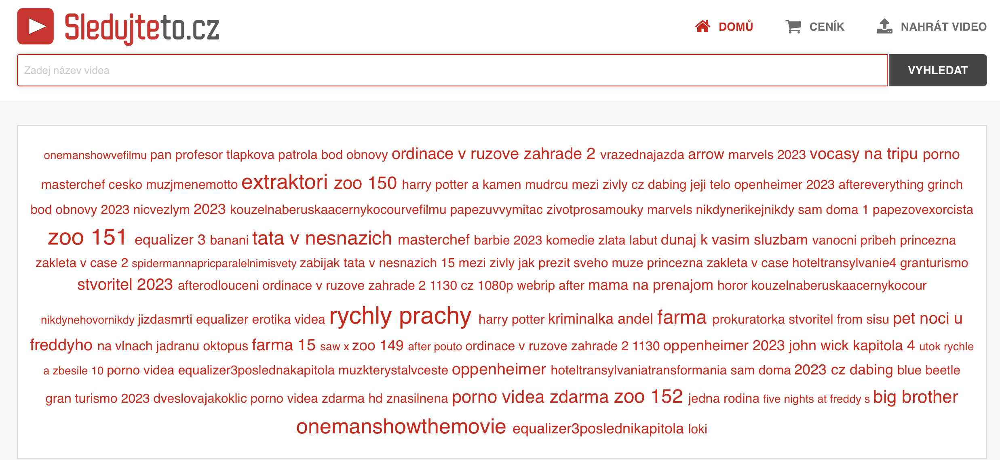 Sledujteto.cz
DOMŮ
CENÍK
NAHRÁT VIDEO
Zadej název videa
VYHLEDAT
onemanshowvefilmu pan profesor tlapkova patrola bod obnovy ordinace v ruzove zahrade 2 vrazednajazda arrow marvels 2023 vocasy na tripu porno
masterchef cesko muzjmenemotto extraktori zoo 150 harry potter a kamen mudrcu mezi zivly cz dabing jeji telo openheimer 2023 aftereverything grinch
bod obnovy 2023 nicvezlym 2023 kouzelnaberuskaacernykocourvefilmu papezuvvymitac zivotprosamouky marvels nikdynerikejnikdy sam doma 1 papezovexorcista
zoo 151 equalizer 3 banani tata v nesnazich masterchef barbie 2023 komedie zlata labut dunaj k vasim sluzbam vanocni pribeh princezna
zakleta v case 2 spidermannapricparalelnimisvety zabijak tata v nesnazich 15 mezi zivly jak prezit sveho muze princezna zakleta v case hoteltransylvanie4 granturismo
stvoritel 2023 afterodlouceni ordinace v ruzove zahrade 2 1130 cz 1080p webrip after mama na prenajom horor kouzelnaberuskaacernykocour
nikdynehovornikdy jizdasmrti equalizer erotika videa rychly prachy harry potter kriminalka andel farma prokuratorka stvoritel from sisu pet noci u
freddyho na vlnach jadranu oktopus farma 15 saw x zoo 149 after pouto ordinace v ruzove zahrade 2 1130 oppenheimer 2023 john wick kapitola 4 utok rychle
a zbesile 10 porno videa equalizer3poslednakapitola muzkterystalvceste oppenheimer hoteltransylvaniatransformania sam doma 2023 cz dabing blue beetle
gran turismo 2023 dveslovajakoklic porno videa zdarma hd znasilnena porno videa zdarma zoo 152 jedna rodina five nights at freddy s big brother
onemanshowthemovie equalizer3poslednikapitola loki